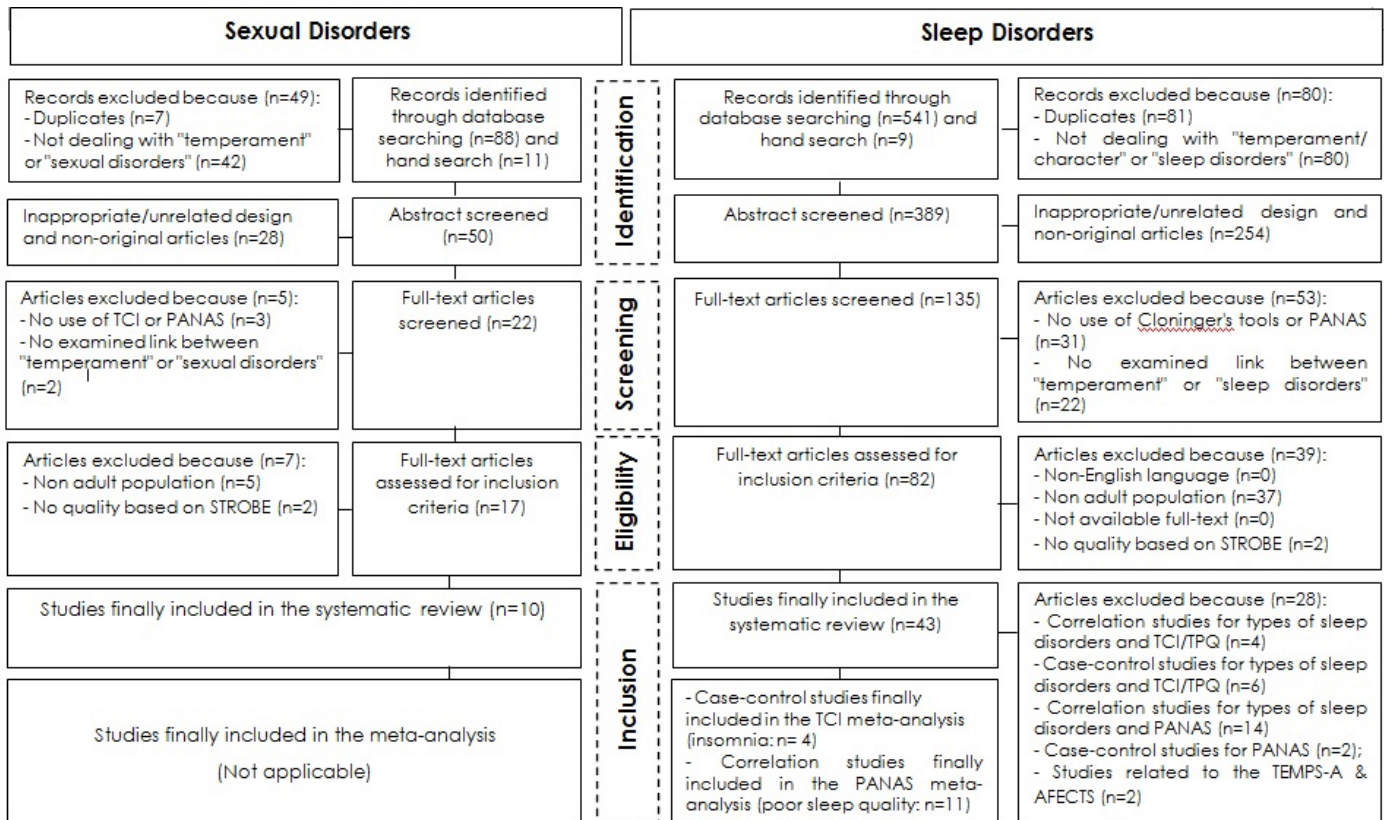 Sexual Disorders
Sleep Disorders
Records excluded because (n=49):
- Duplicates (n=7)
- Not dealing with "temperament"
or "sexual disorders" (n=42)
Records identified
through database
searching (n=88) and
hand search (n=11)
Identification
Records identified through
database searching (n=541) and
hand search (n=9)
Records excluded because (n=80):
- Duplicates (n=81)
- Not dealing with "temperament/
character" or "sleep disorders" (n=80)
Inappropriate/unrelated design
and non-original articles (n=28)
Abstract screened
(n=50)
Abstract screened (n=389)
Inappropriate/unrelated design and
non-original articles (n=254)
Articles excluded because (n=5):
- No use of TCI or PANAS (n=3)
- No examined link between
"temperament" or "sexual disorders"
(n=2)
Full-text articles
screened (n=22)
Screening
Full-text articles screened (n=135)
Articles excluded because (n=53):
- No use of Cloninger's tools or PANAS
(n=31)
- No examined link between
"temperament" or "sleep disorders"
(n=22)
Articles excluded because (n=7):
- Non adult population (n=5)
- No quality based on STROBE (n=2)
Full-text articles
assessed for inclusion
criteria (n=17)
Eligibility
Full-text articles assessed for
inclusion criteria (n=82)
Articles excluded because (n=39):
- Non-English language (n=0)
- Non adult population (n=37)
- Not available full-text (n=0)
- No quality based on STROBE (n=2)
Studies finally included in the systematic review (n=10)
Inclusion
Studies finally included in the
systematic review (n=43)
Articles excluded because (n=28):
- Correlation studies for types of sleep
disorders and TCI/TPQ (n=4)
- Case-control studies for types of sleep
disorders and TCI/TPQ (n=6)
- Correlation studies for types of sleep
disorders and PANAS (n=14)
- Case-control studies for PANAS (n=2);
- Studies related to the TEMPS-A &
AFECTS (n=2)
Studies finally included in the meta-analysis
(Not applicable)
- Case-control studies finally
included in the TCI meta-analysis
(insomnia: n= 4)
- Correlation studies finally
included in the PANAS meta-
analysis (poor sleep quality: n=11)